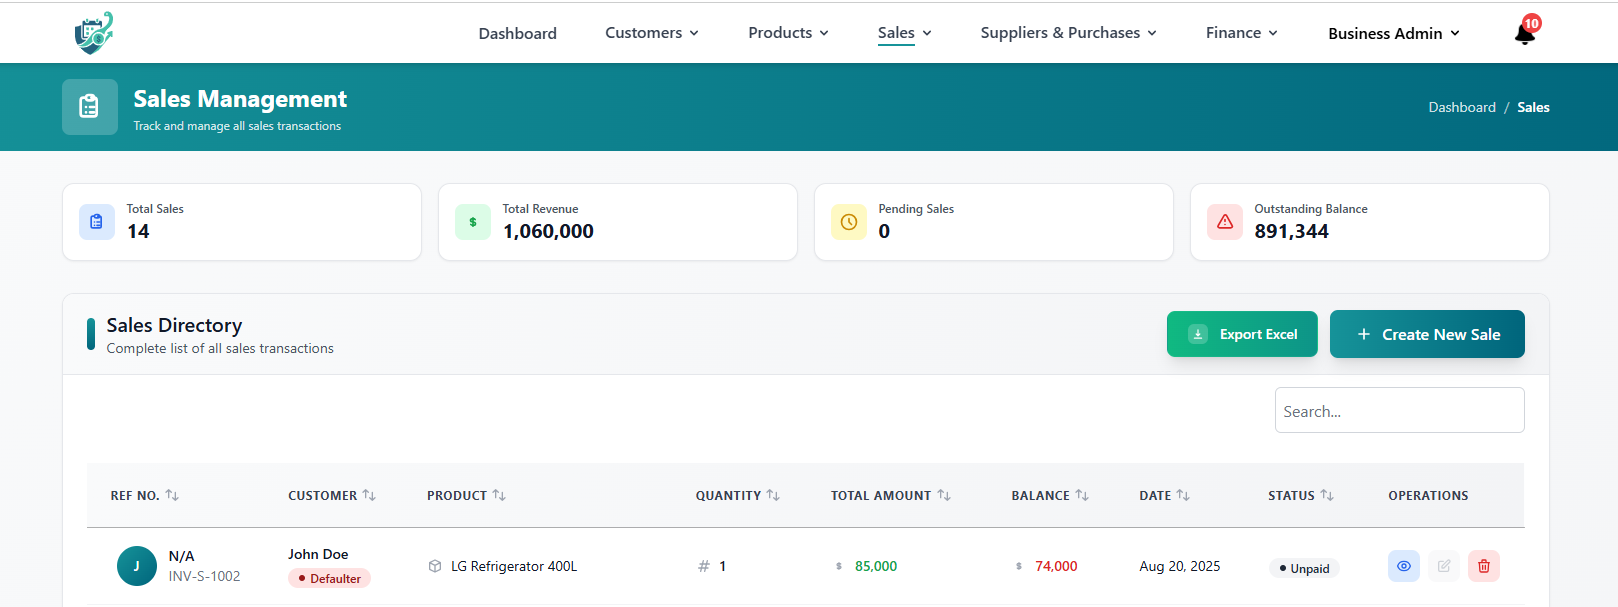 Dashboard Customers Products Sales Suppliers & Purchases Finance Business Admin 10
Sales Management
Track and manage all sales transactions
Dashboard / Sales
Total Sales
14
Total Revenue
1,060,000
Pending Sales
0
Outstanding Balance
891,344
Sales Directory
Complete list of all sales transactions
Export Excel
+ Create New Sale
Search...
REF NO. CUSTOMER PRODUCT QUANTITY TOTAL AMOUNT BALANCE DATE STATUS OPERATIONS
J
N/A
INV-S-1002
John Doe
Defaulter
LG Refrigerator 400L
# 1
$ 85,000
$ 74,000
Aug 20, 2025
Unpaid